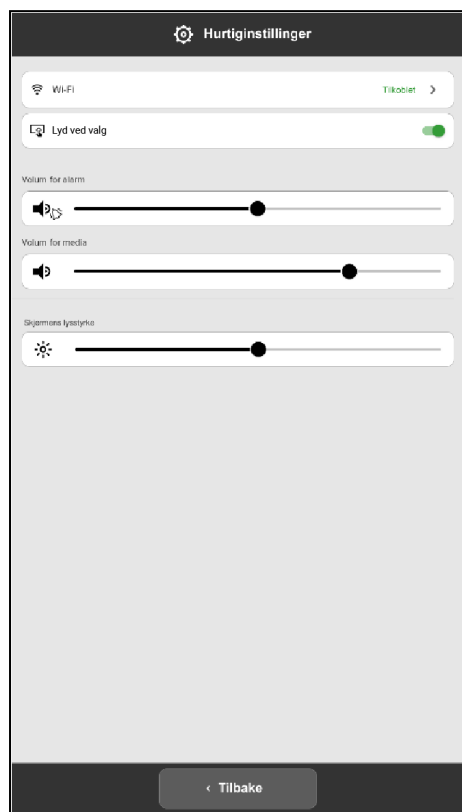 Hurtiginstillinger
Wi-Fi
Tilkoblet
Lyd ved valg
Volum for alarm
Volum for media
Skjermens lysstyrke
‹ Tilbake